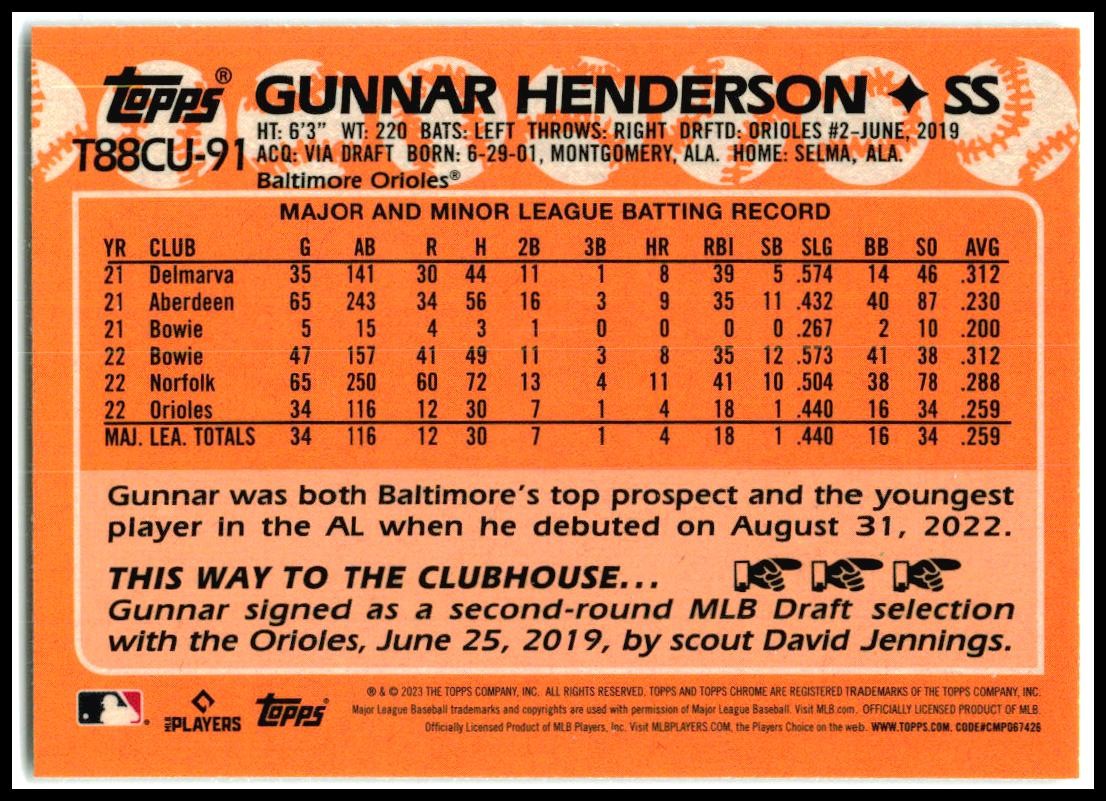 Topps® GUNNAR HENDERSON ✦ SS
T88CU-91
HT: 6'3" WT: 220 BATS: LEFT THROWS: RIGHT DRFTD: ORIOLES #2-JUNE, 2019
ACQ: VIA DRAFT BORN: 6-29-01, MONTGOMERY, ALA. HOME: SELMA, ALA.
Baltimore Orioles®
MAJOR AND MINOR LEAGUE BATTING RECORD
YR CLUB G AB R H 2B 3B HR RBI SB SLG BB SO AVG
21 Delmarva 35 141 30 44 11 1 8 39 5 .574 14 46 .312
21 Aberdeen 65 243 34 56 16 3 9 35 11 .432 40 87 .230
21 Bowie 5 15 4 3 1 0 0 0 0 .267 2 10 .200
22 Bowie 47 157 41 49 11 3 8 35 12 .573 41 38 .312
22 Norfolk 65 250 60 72 13 4 11 41 10 .504 38 78 .288
22 Orioles 34 116 12 30 7 1 4 18 1 .440 16 34 .259
MAJ. LEA. TOTALS 34 116 12 30 7 1 4 18 1 .440 16 34 .259
Gunnar was both Baltimore's top prospect and the youngest
player in the AL when he debuted on August 31, 2022.
THIS WAY TO THE CLUBHOUSE...
Gunnar signed as a second-round MLB Draft selection
with the Orioles, June 25, 2019, by scout David Jennings.
® & © 2023 THE TOPPS COMPANY, INC. ALL RIGHTS RESERVED. TOPPS AND TOPPS CHROME ARE REGISTERED TRADEMARKS OF THE TOPPS COMPANY, INC.
Major League Baseball trademarks and copyrights are used with permission of Major League Baseball. Visit MLB.com. OFFICIALLY LICENSED PRODUCT OF MLB
Officially Licensed Product of MLB Players, Inc. Visit MLBPLAYERS.COM, the Players Choice on the web. WWW.TOPPS.COM. CODE#CMP067426
MLB PLAYERS
Topps®